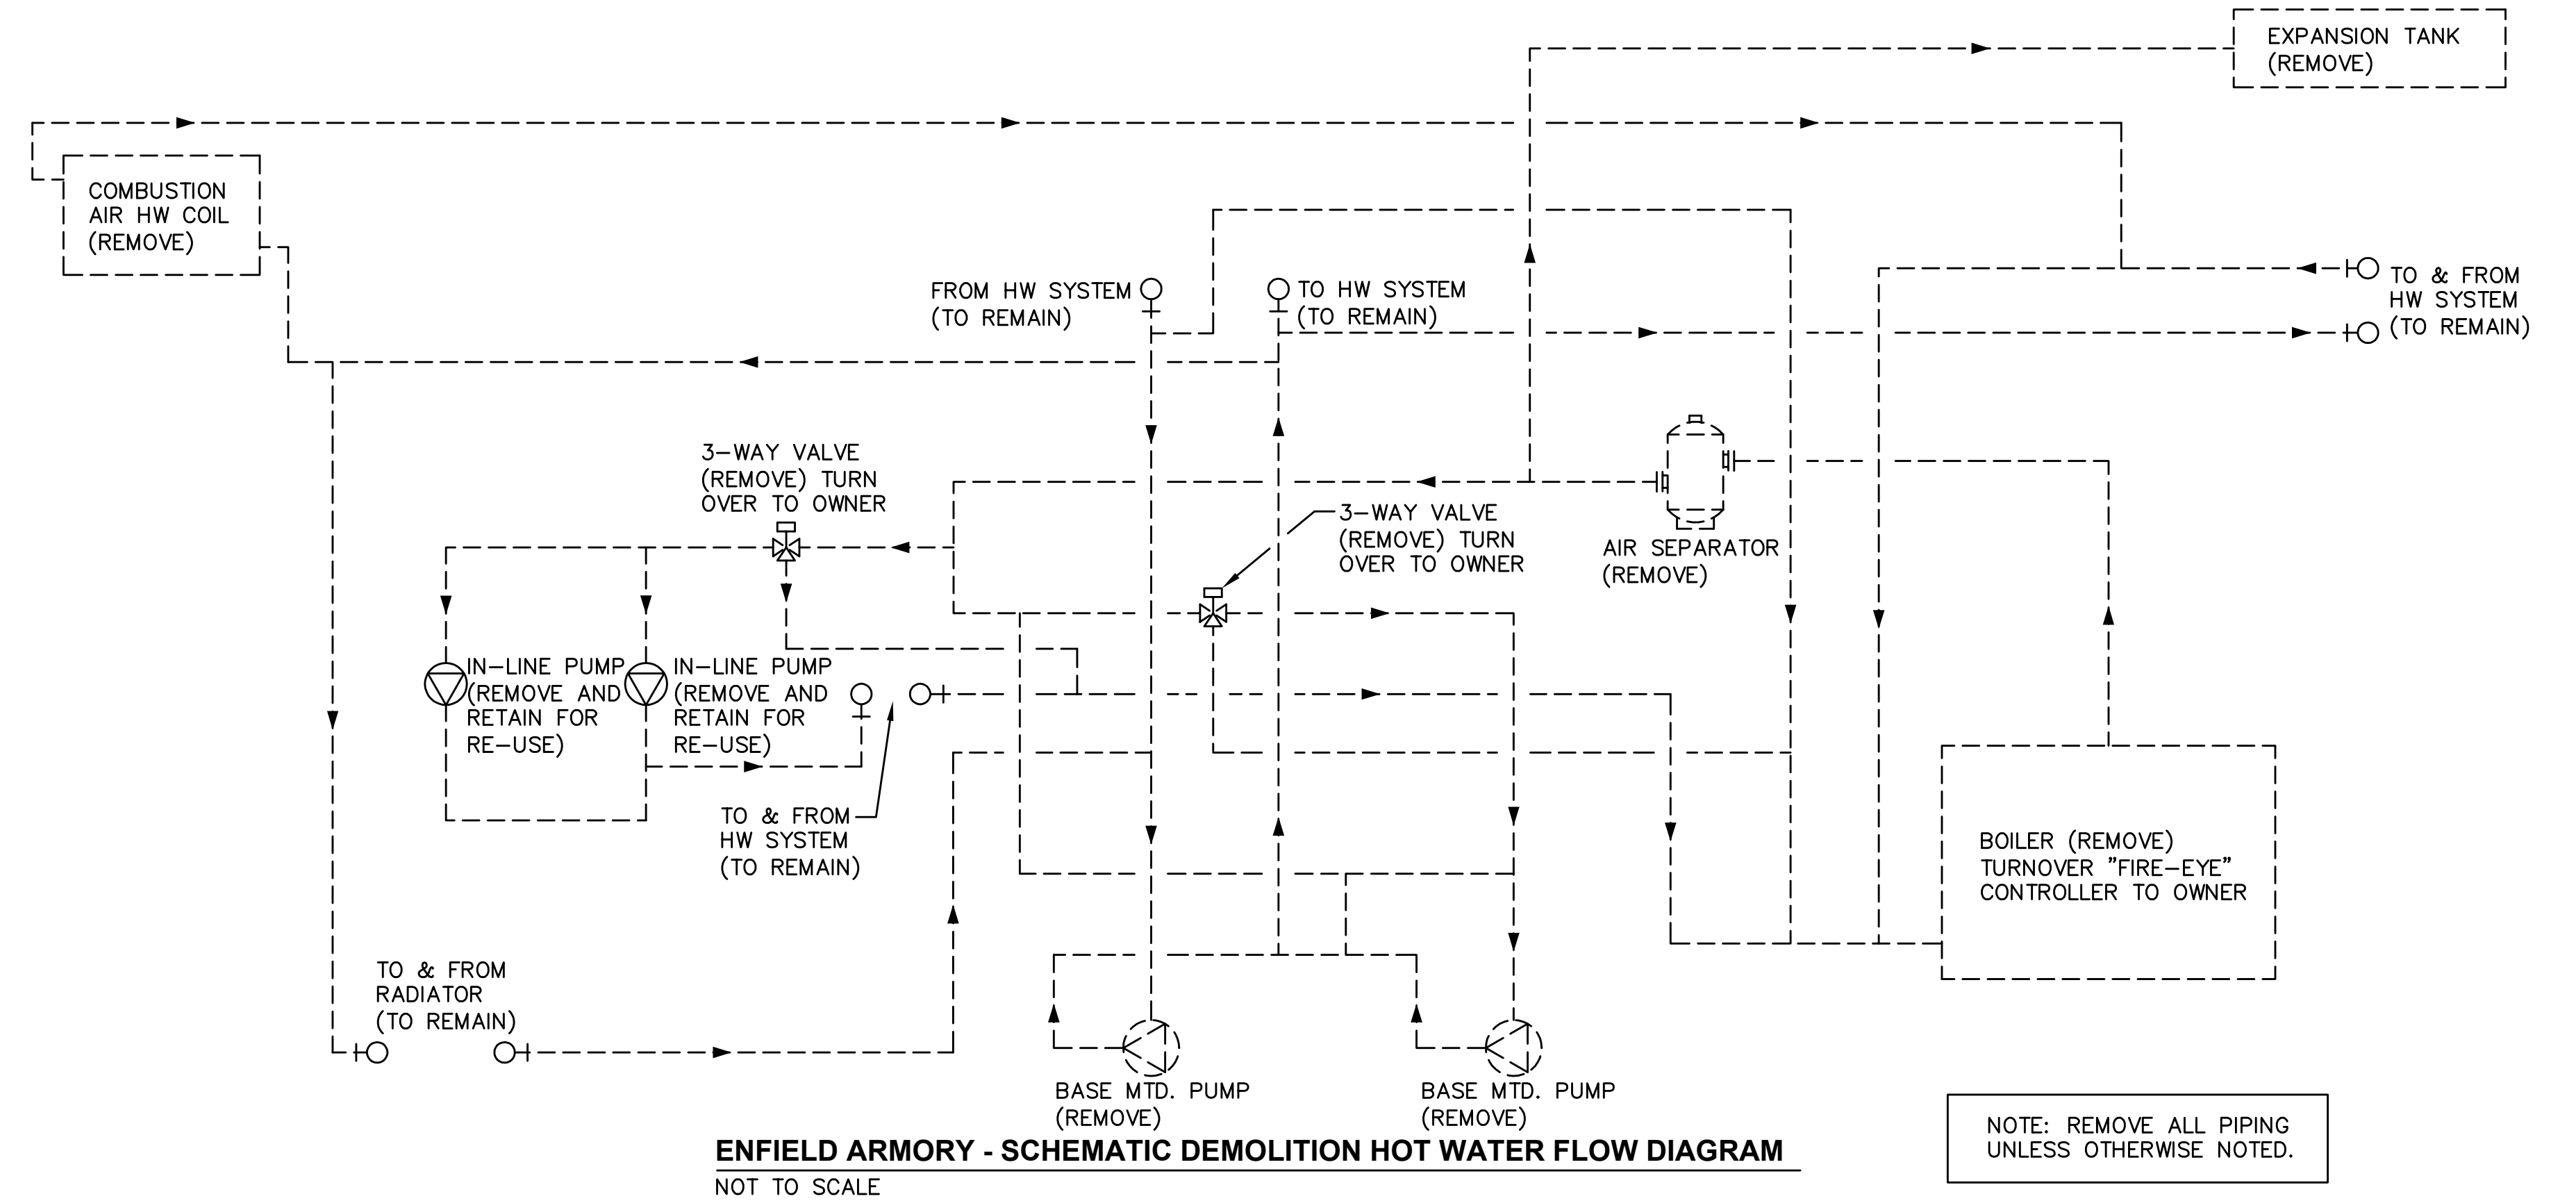 EXPANSION TANK
(REMOVE)
COMBUSTION
AIR HW COIL
(REMOVE)
FROM HW SYSTEM
(TO REMAIN)
TO HW SYSTEM
(TO REMAIN)
TO & FROM
HW SYSTEM
(TO REMAIN)
3-WAY VALVE
(REMOVE) TURN
OVER TO OWNER
3-WAY VALVE
(REMOVE) TURN
OVER TO OWNER
AIR SEPARATOR
(REMOVE)
IN-LINE PUMP
(REMOVE AND
RETAIN FOR
RE-USE)
IN-LINE PUMP
(REMOVE AND
RETAIN FOR
RE-USE)
TO & FROM
HW SYSTEM
(TO REMAIN)
BOILER (REMOVE)
TURNOVER "FIRE-EYE"
CONTROLLER TO OWNER
TO & FROM
RADIATOR
(TO REMAIN)
BASE MTD. PUMP
(REMOVE)
BASE MTD. PUMP
(REMOVE)
NOTE: REMOVE ALL PIPING
UNLESS OTHERWISE NOTED.
ENFIELD ARMORY - SCHEMATIC DEMOLITION HOT WATER FLOW DIAGRAM
NOT TO SCALE